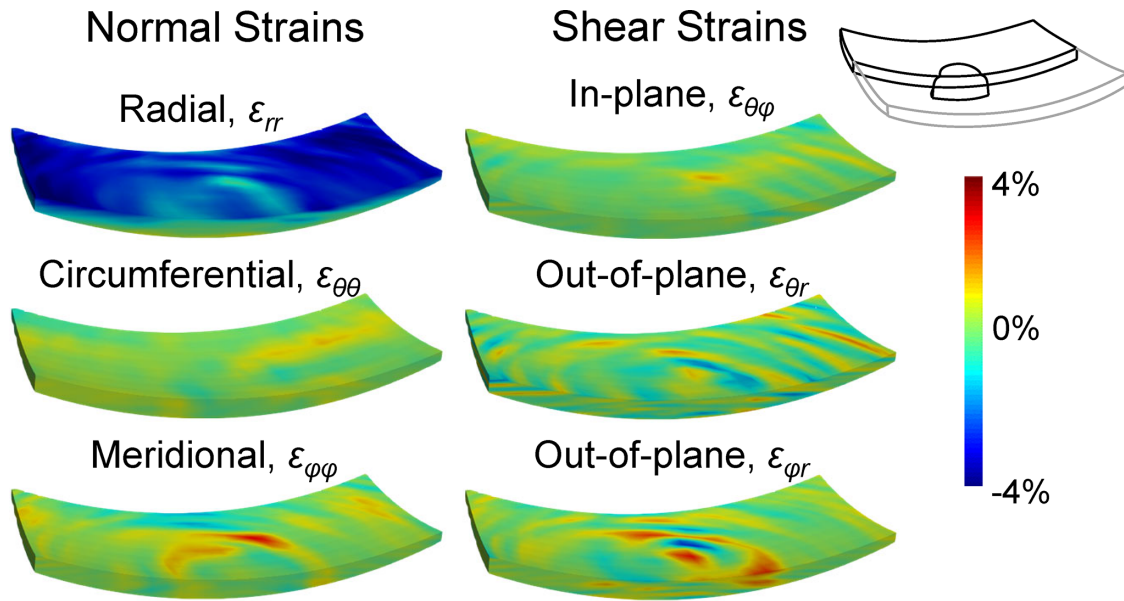 Normal Strains
Shear Strains
Radial, εrr
In-plane, εθφ
Circumferential, εθθ
Out-of-plane, εθr
Meridional, εφφ
Out-of-plane, εφr
4%
0%
-4%